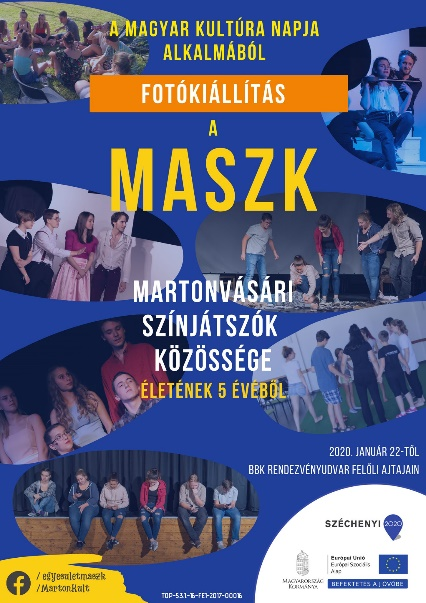 A MAGYAR KULTÚRA NAPJA
ALKALMÁBÓL
FOTÓKIÁLLÍTÁS
A
MASZK
MARTONVÁSÁRI
SZÍNJÁTSZÓK
KÖZÖSSÉGE
ÉLETÉNEK 5 ÉVÉBŐL
2020. JANUÁR 22-TŐL
BBK RENDEZVÉNYUDVAR FELŐLI AJTAJAIN
SZÉCHENYI 2020
MAGYARORSZÁG
KORMÁNYA
Európai Unió
Európai Szociális
Alap
BEFEKTETÉS A JÖVŐBE
/ egyesuletmaszk
/ MartonKult
TOP-5.3.1-16-FE1-2017-00016